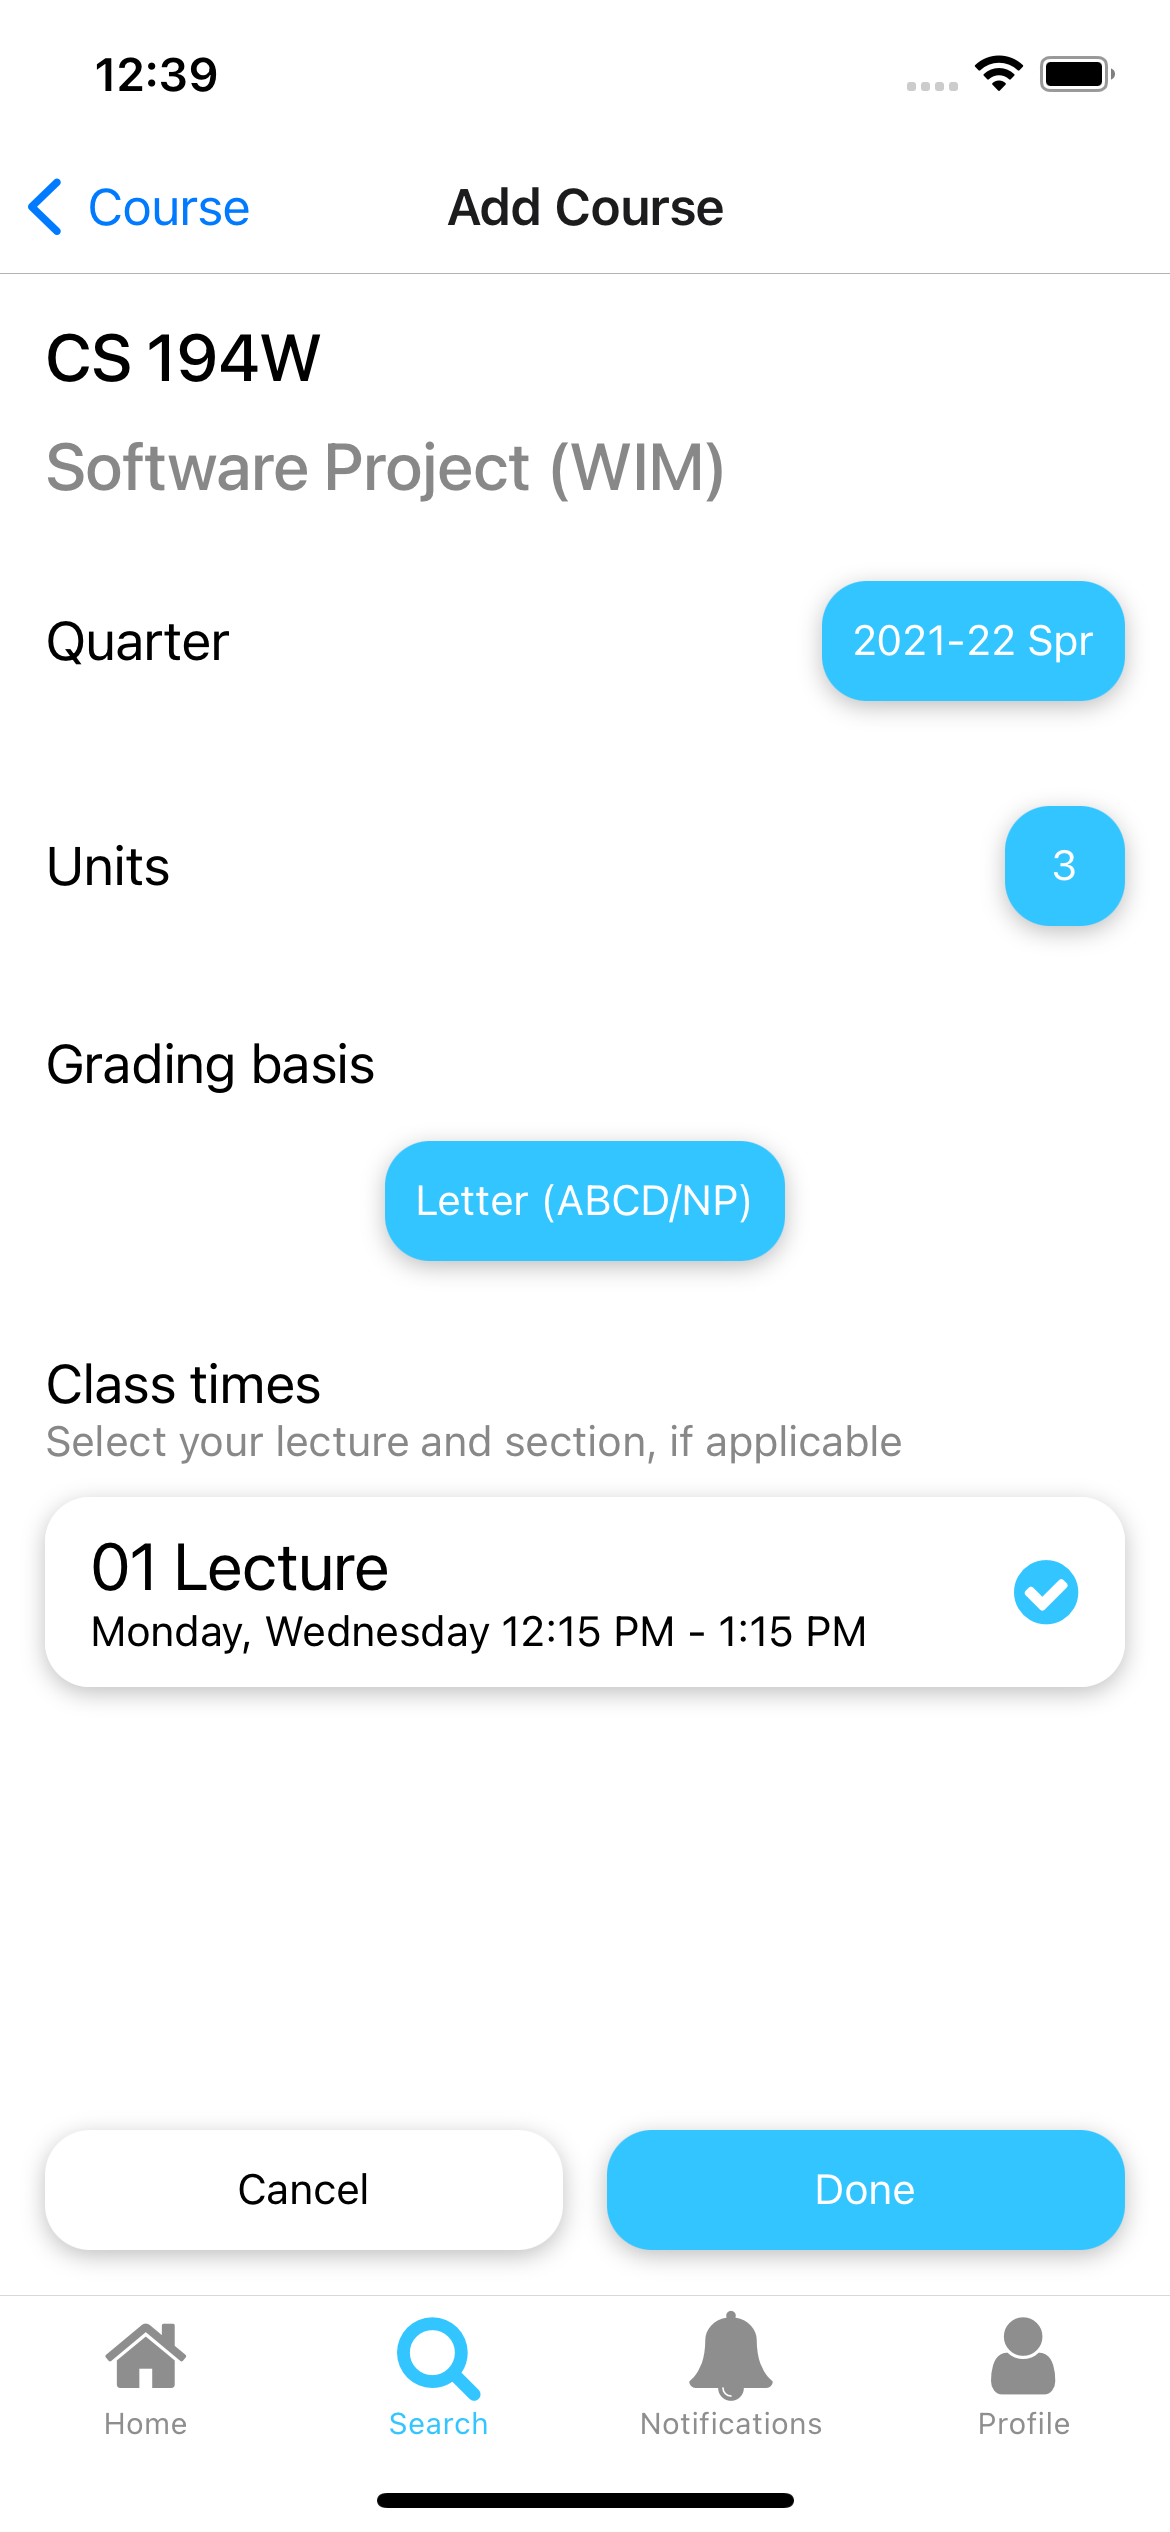 12:39
Course
Add Course
CS 194W
Software Project (WIM)
Quarter
2021-22 Spr
Units
3
Grading basis
Letter (ABCD/NP)
Class times
Select your lecture and section, if applicable
01 Lecture
Monday, Wednesday 12:15 PM - 1:15 PM
Cancel
Done
Home
Search
Notifications
Profile